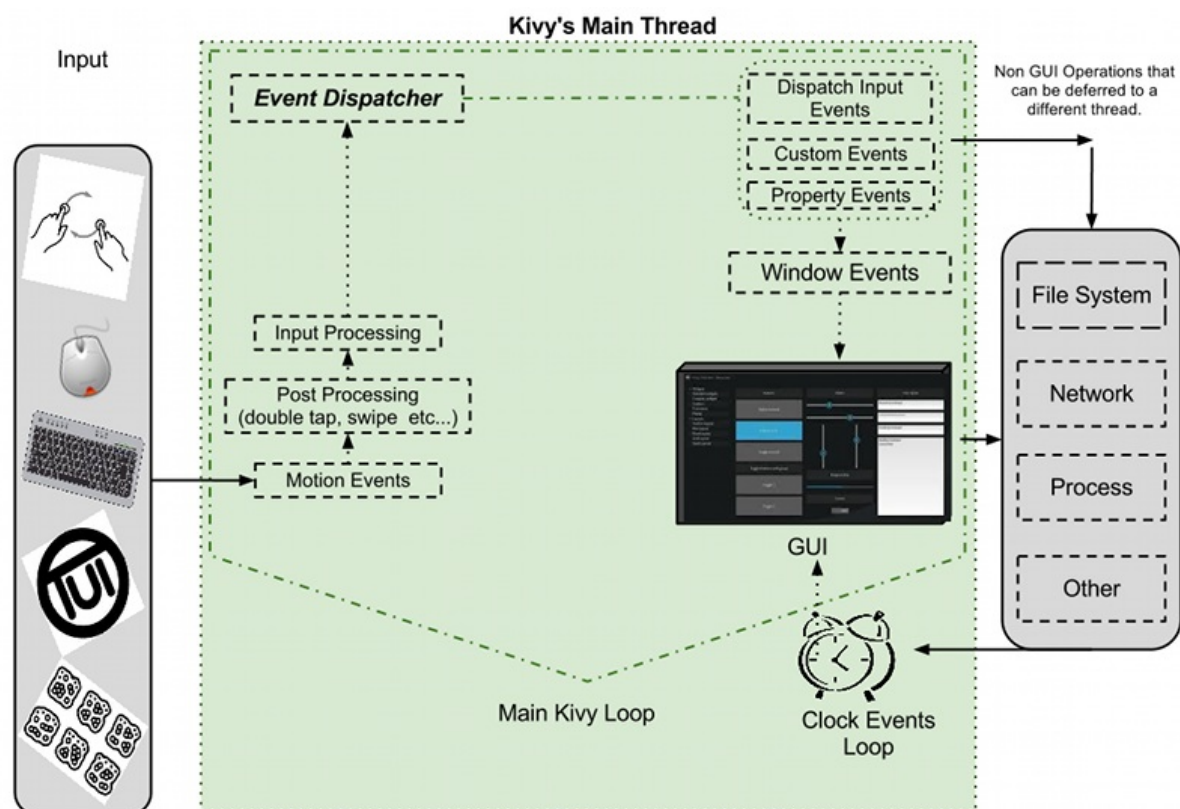 Kivy's Main Thread
Input
Event Dispatcher
Dispatch Input
Events
Custom Events
Property Events
Non GUI Operations that
can be deferred to a
different thread.
Window Events
Input Processing
Post Processing
(double tap, swipe etc...)
Motion Events
TUI
GUI
File System
Network
Process
Other
Main Kivy Loop
Clock Events
Loop